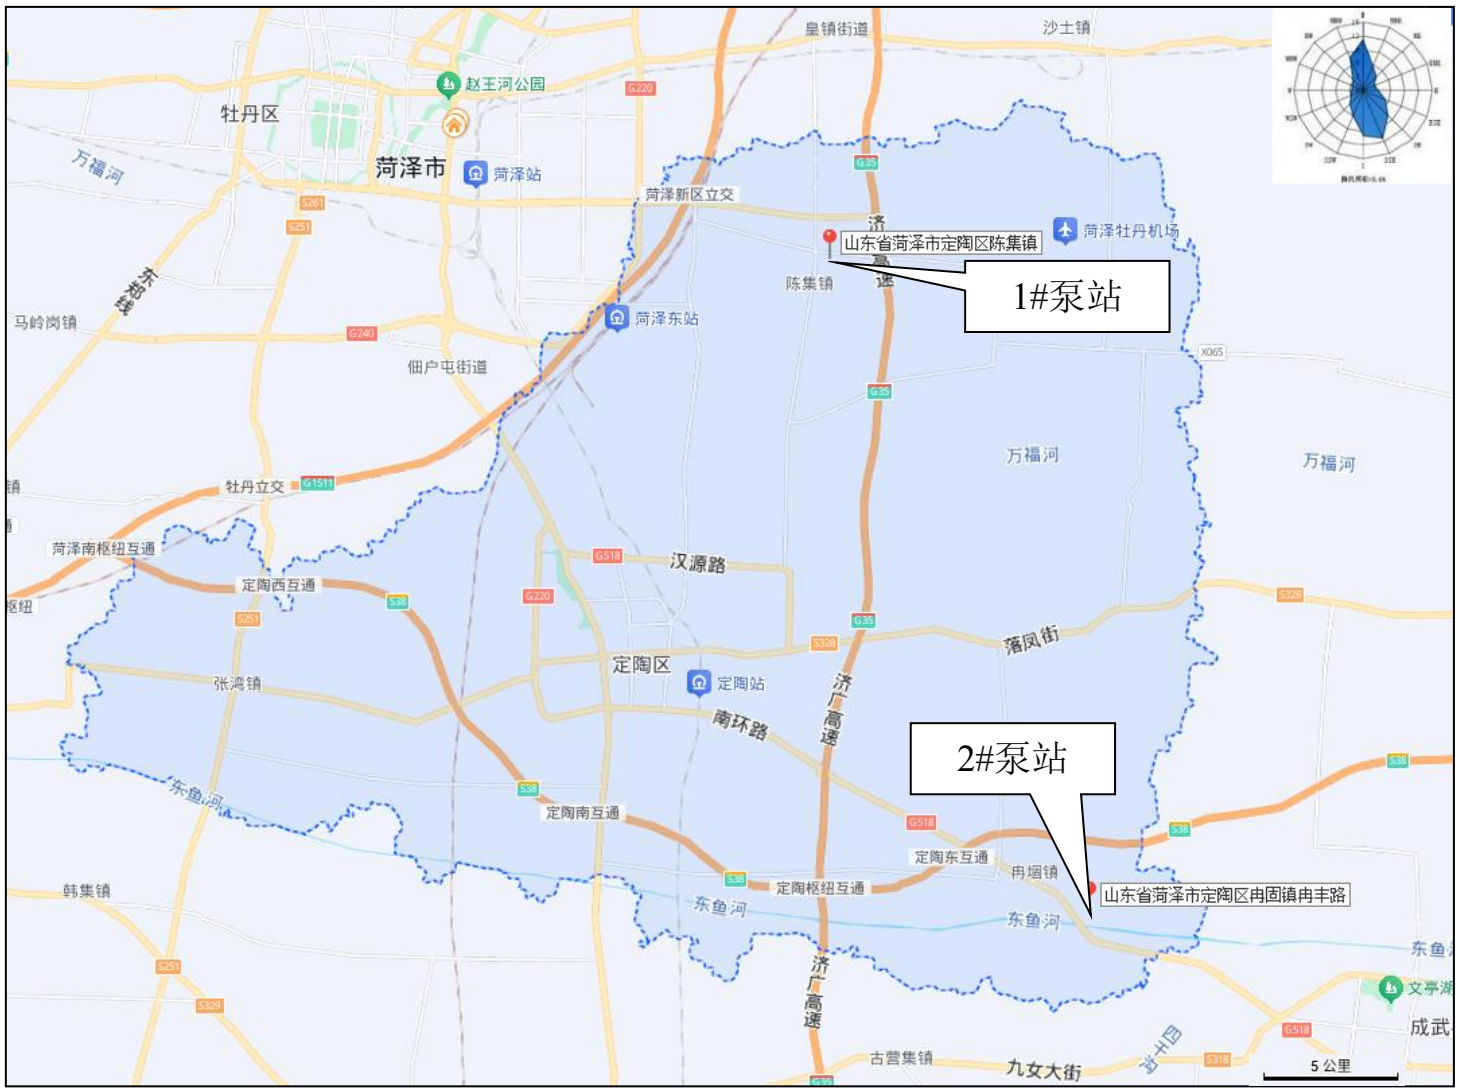 皇镇街道
沙土镇
赵王河公园
G220
牡丹区
万福河
菏泽市
菏泽站
G35
菏泽新区立交
S261
S251
济广高速
菏泽牡丹机场
山东省菏泽市定陶区陈集镇
陈集镇
1#泵站
东郑线
马岭岗镇
G240
菏泽东站
X065
佃户屯街道
G35
万福河
万福河
镇
牡丹立交
G1511
菏泽南枢纽互通
G518
汉源路
定陶西互通
S38
G220
S328
枢纽
S251
G35
S328
落凤街
定陶区
张湾镇
定陶站
济广高速
南环路
2#泵站
S38
东鱼河
S38
定陶南互通
G518
S38
定陶东互通
冉堌镇
S38
定陶枢纽互通
韩集镇
山东省菏泽市定陶区冉固镇冉丰路
东鱼河
东鱼河
东鱼
S251
济广高速
文亭湖
S329
G518
成武
古营集镇
九女大街
S318
5 公里
G35